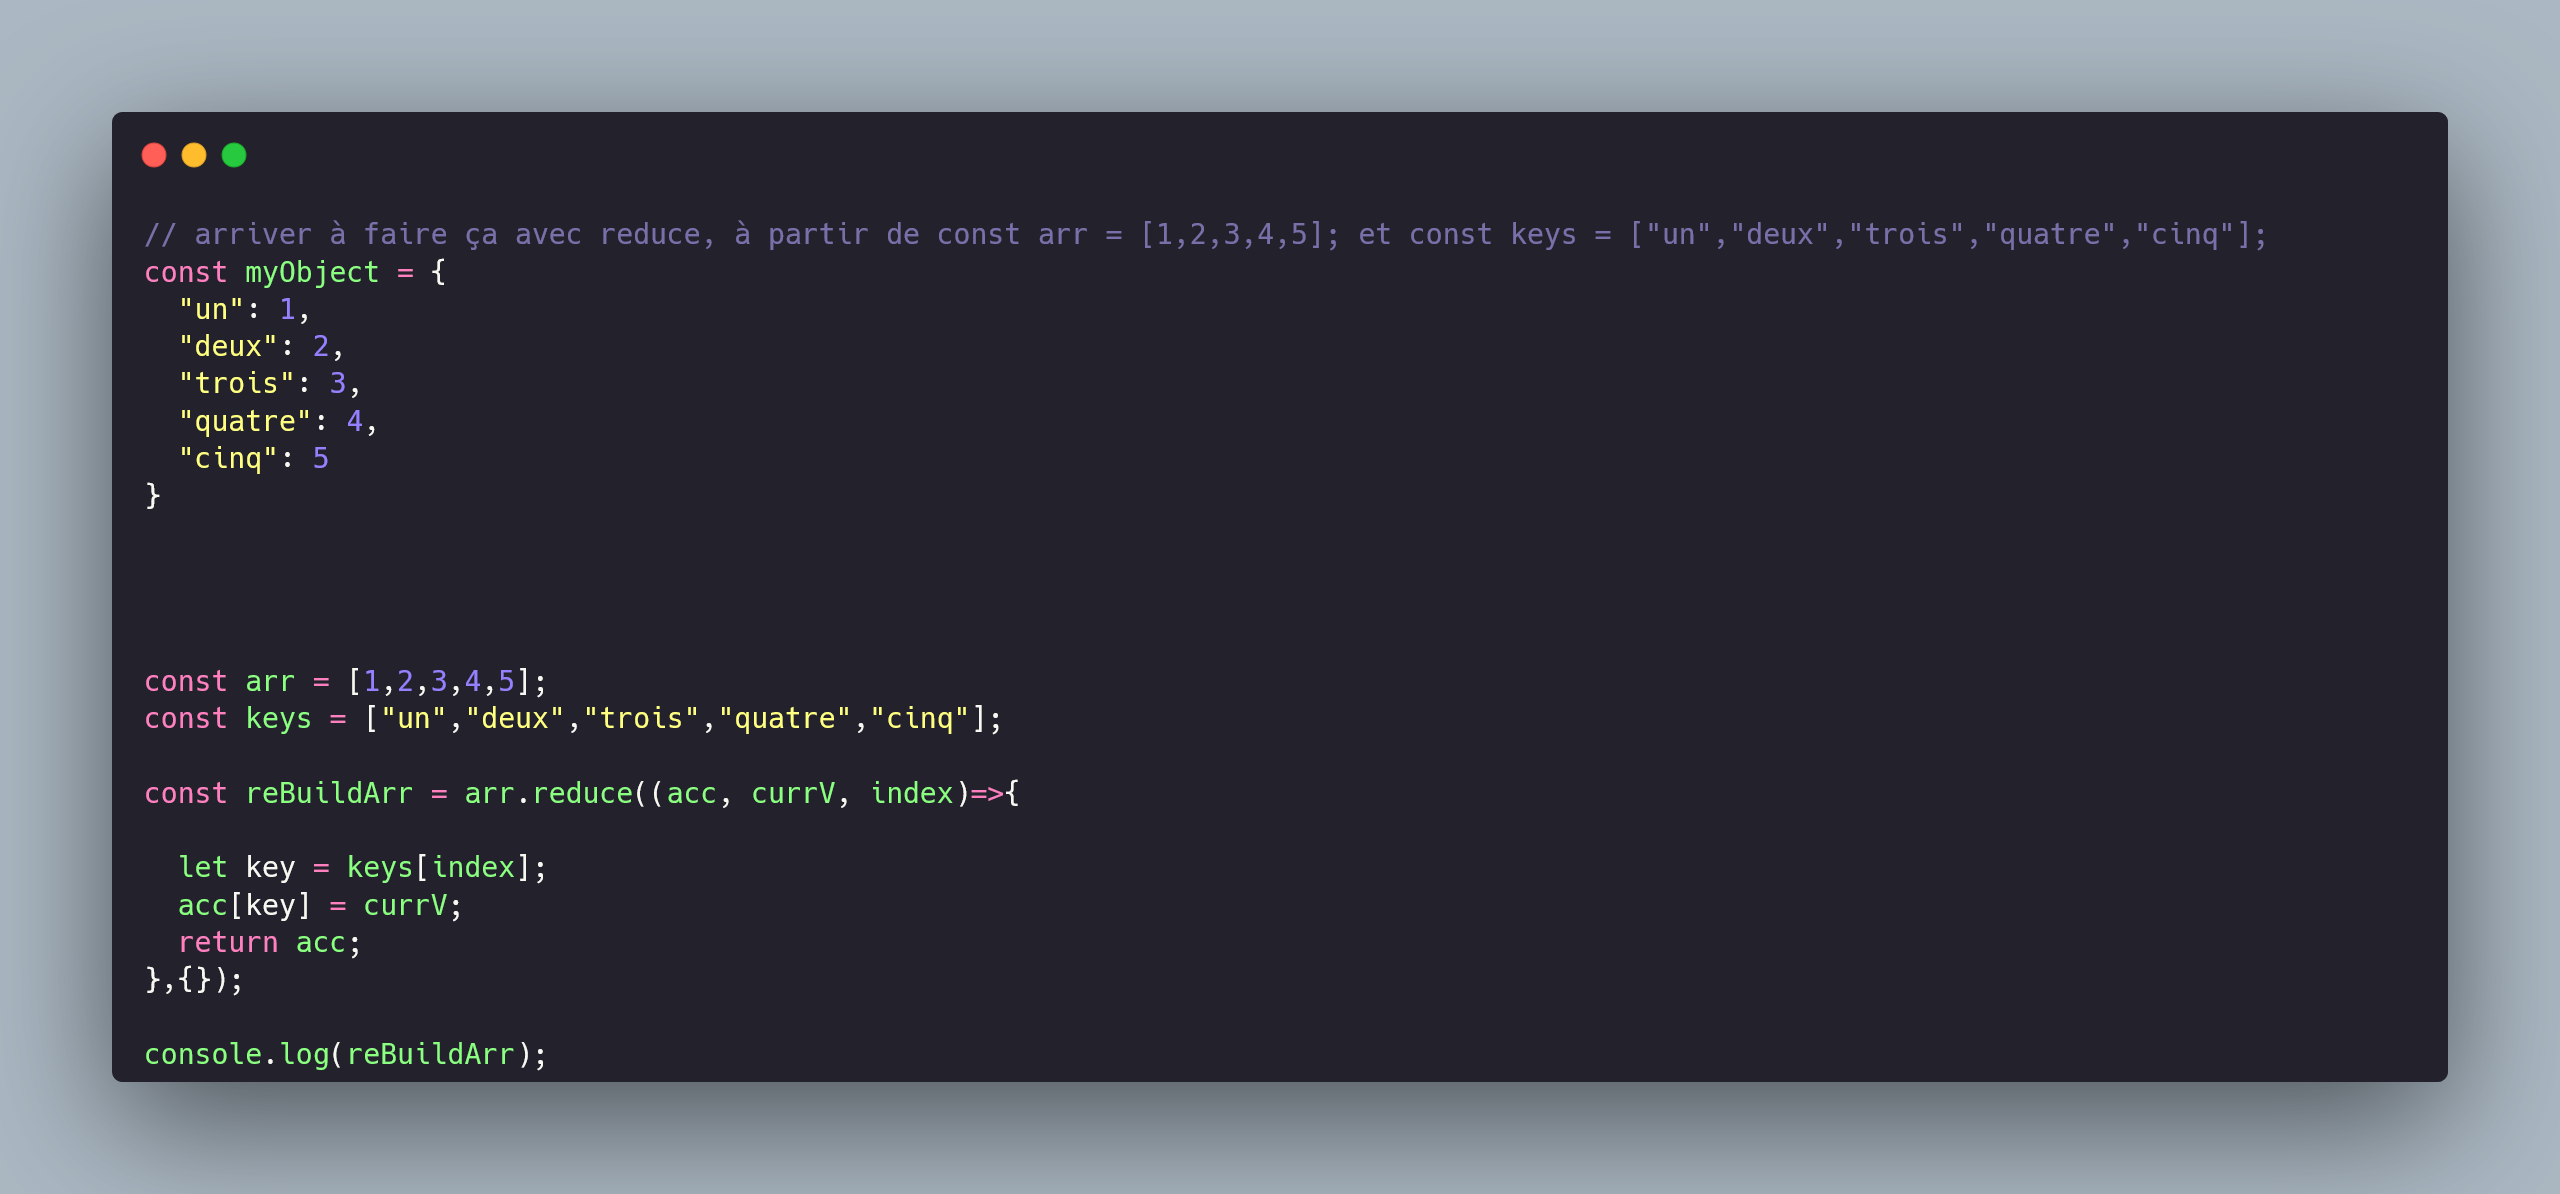 // arriver à faire ça avec reduce, à partir de const arr = [1,2,3,4,5]; et const keys = ["un","deux","trois","quatre","cinq"];
const myObject = {
  "un": 1,
  "deux": 2,
  "trois": 3,
  "quatre": 4,
  "cinq": 5
}
const arr = [1,2,3,4,5];
const keys = ["un","deux","trois","quatre","cinq"];
const reBuildArr = arr.reduce((acc, currV, index)=>{
  let key = keys[index];
  acc[key] = currV;
  return acc;
},{});
console.log(reBuildArr);